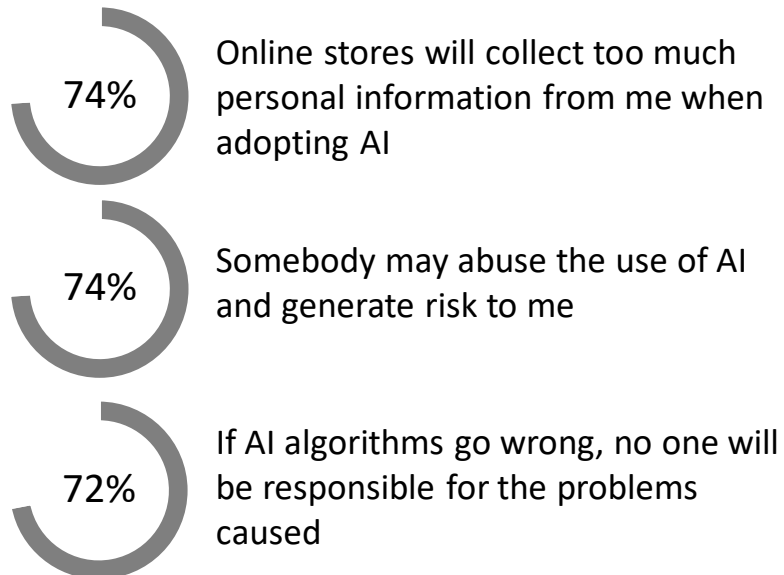 74%
Online stores will collect too much
personal information from me when
adopting AI
74%
Somebody may abuse the use of AI
and generate risk to me
72%
If AI algorithms go wrong, no one will
be responsible for the problems
caused